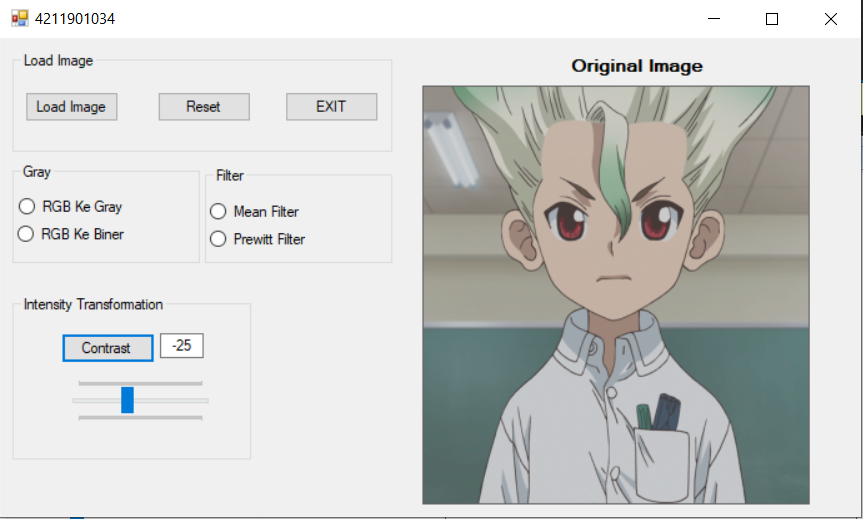 4211901034
Load Image
Load Image
Reset
EXIT
Original Image
Gray
RGB Ke Gray
RGB Ke Biner
Filter
Mean Filter
Prewitt Filter
Intensity Transformation
Contrast
-25